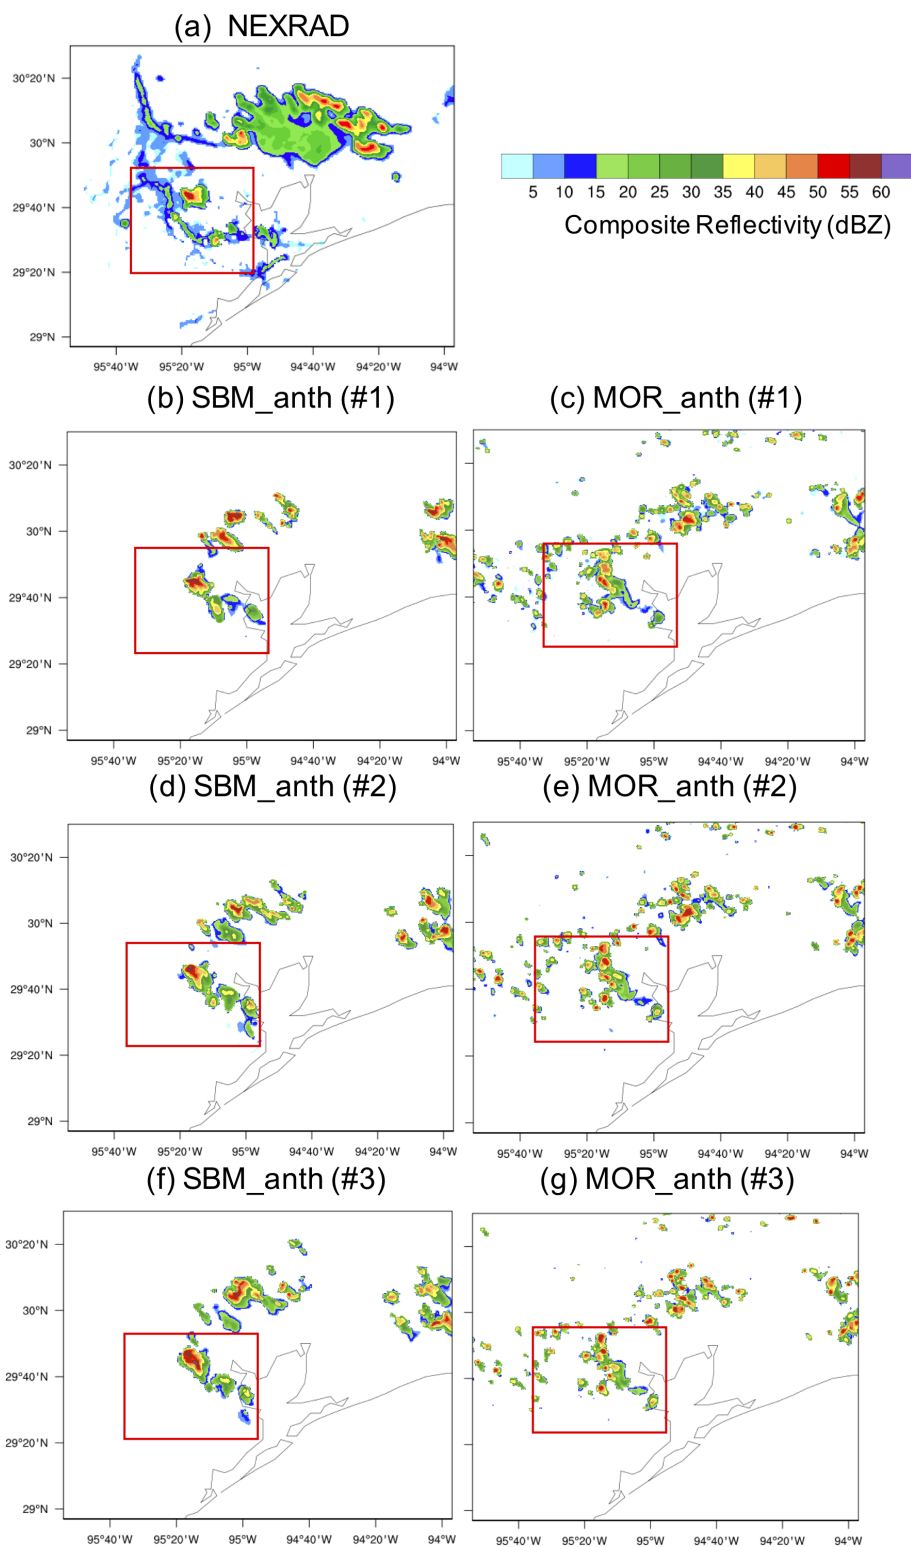 (a) NEXRAD
30°20'N
30°N
29°40'N
29°20'N
29°N
95°40'W 95°20'W 95°W 94°40'W 94°20'W 94°W
5 10 15 20 25 30 35 40 45 50 55 60
Composite Reflectivity (dBZ)
(b) SBM_anth (#1)
30°20'N
30°N
29°40'N
29°20'N
29°N
95°40'W 95°20'W 95°W 94°40'W 94°20'W 94°W
(c) MOR_anth (#1)
95°40'W 95°20'W 95°W 94°40'W 94°20'W 94°W
(d) SBM_anth (#2)
30°20'N
30°N
29°40'N
29°20'N
29°N
95°40'W 95°20'W 95°W 94°40'W 94°20'W 94°W
(e) MOR_anth (#2)
95°40'W 95°20'W 95°W 94°40'W 94°20'W 94°W
(f) SBM_anth (#3)
30°20'N
30°N
29°40'N
29°20'N
29°N
95°40'W 95°20'W 95°W 94°40'W 94°20'W 94°W
(g) MOR_anth (#3)
95°40'W 95°20'W 95°W 94°40'W 94°20'W 94°W